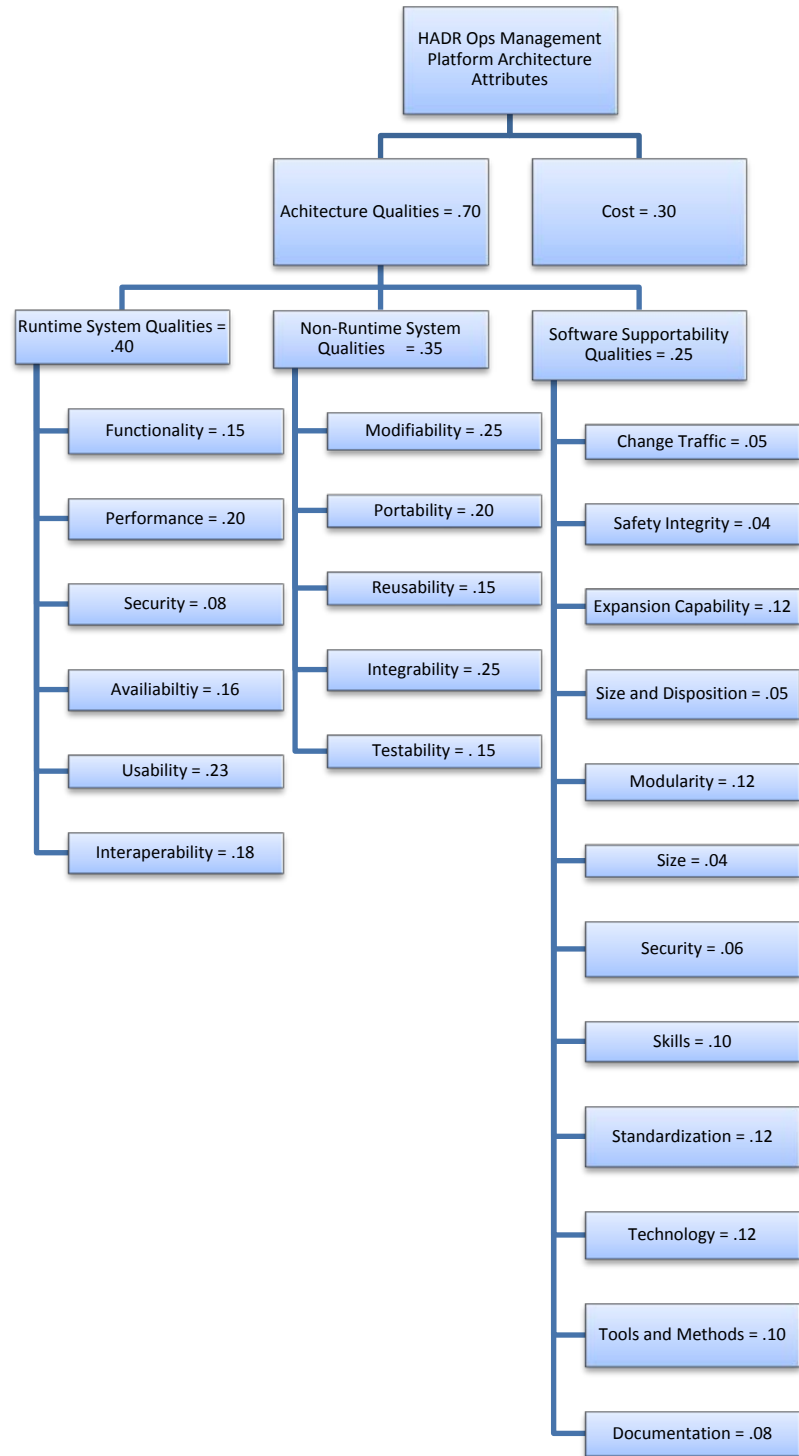 HADR Ops Management
Platform Architecture
Attributes
Achitecture Qualities = .70
Cost = .30
Runtime System Qualities =
.40
Non-Runtime System
Qualities = .35
Software Supportability
Qualities = .25
Functionality = .15
Performance = .20
Security = .08
Availiabiltiy = .16
Usability = .23
Interaperability = .18
Modifiability = .25
Portability = .20
Reusability = .15
Integrability = .25
Testability = . 15
Change Traffic = .05
Safety Integrity = .04
Expansion Capability = .12
Size and Disposition = .05
Modularity = .12
Size = .04
Security = .06
Skills = .10
Standardization = .12
Technology = .12
Tools and Methods = .10
Documentation = .08